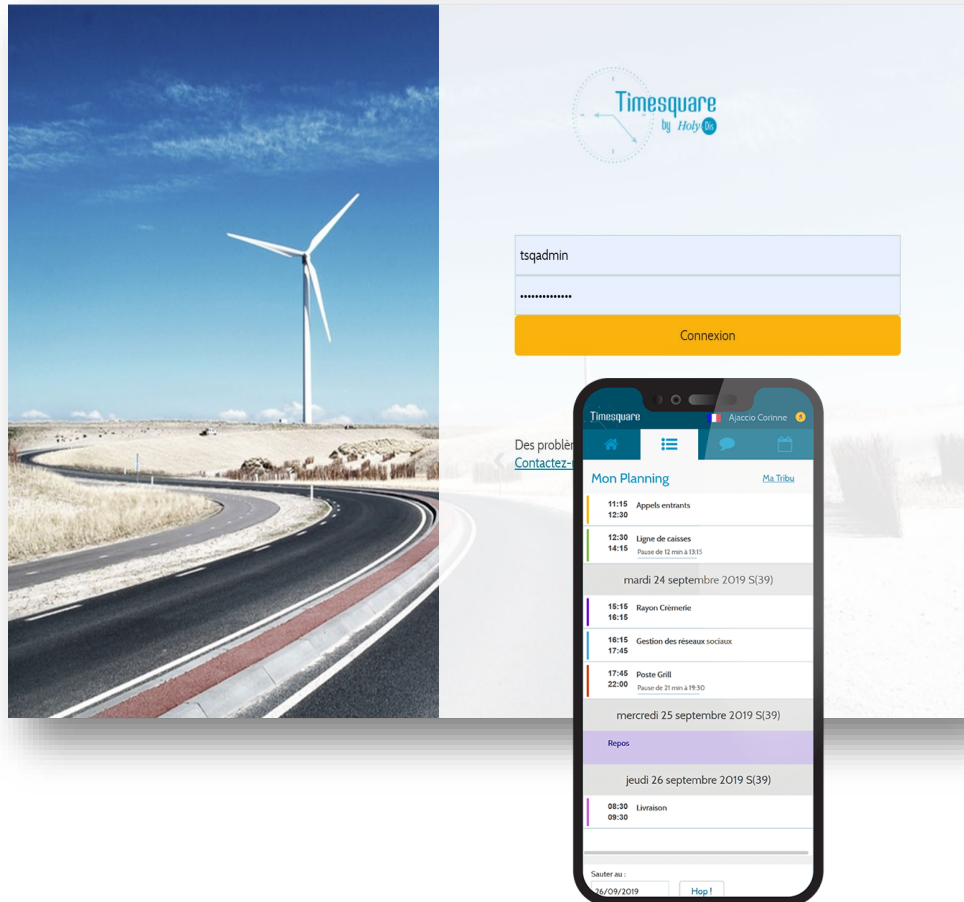 Timesquare
by Holy Dis
tsqadmin
••••••••••••••
Connexion
Des problè
Contactez-
Timesquare
Ajaccio Corinne
Mon Planning
Ma Tribu
11:15 Appels entrants
12:30
12:30 Ligne de caisses
14:15 Pause de 12 min à 13:15
mardi 24 septembre 2019 S(39)
15:15 Rayon Crèmerie
16:15
16:15 Gestion des réseaux sociaux
17:45
17:45 Poste Grill
22:00 Pause de 21 min à 19:30
mercredi 25 septembre 2019 S(39)
Repos
jeudi 26 septembre 2019 S(39)
08:30 Livraison
09:30
Sauter au :
26/09/2019
Hop !